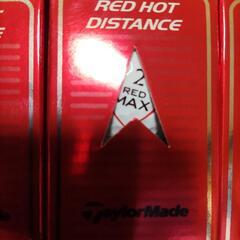 RED HOT
DISTANCE
2
RED
MAX
TaylorMade